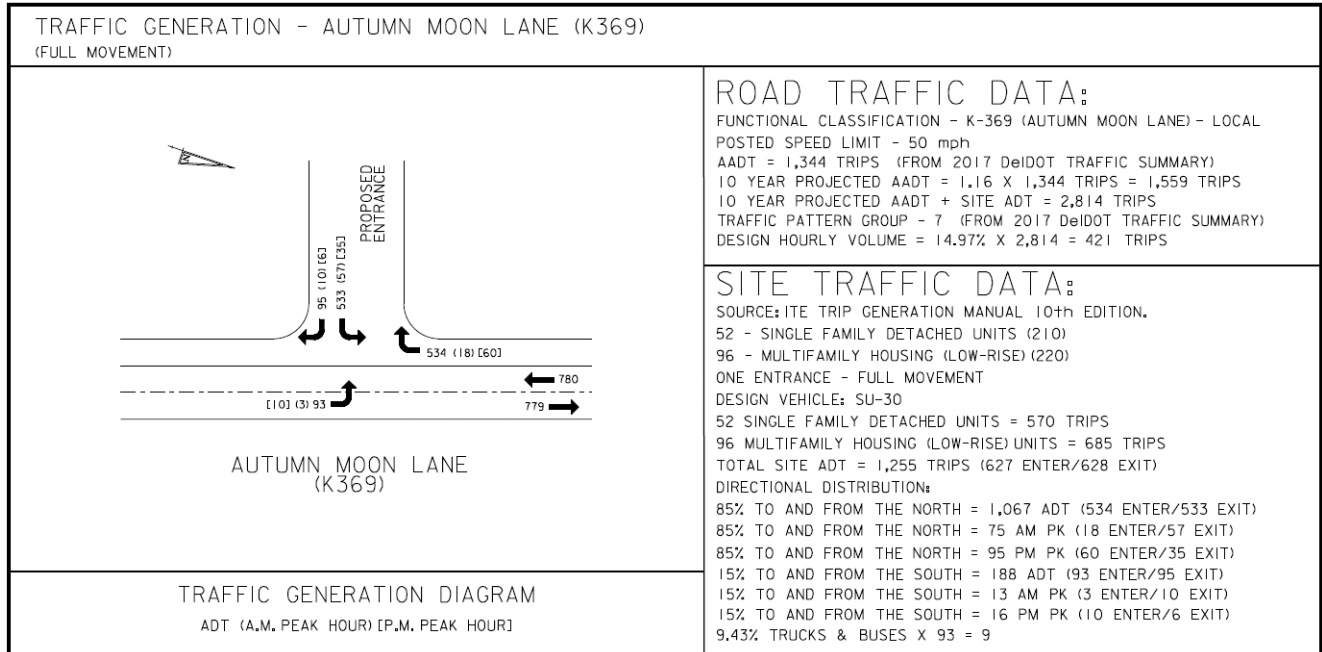 TRAFFIC GENERATION - AUTUMN MOON LANE (K369)
(FULL MOVEMENT)
N
PROPOSED
ENTRANCE
95 (10) [6]
533 (57) [35]
534 (18) [60]
780
[10] (3) 93
779
AUTUMN MOON LANE
(K369)
TRAFFIC GENERATION DIAGRAM
ADT (A.M. PEAK HOUR) [P.M. PEAK HOUR]
ROAD TRAFFIC DATA:
FUNCTIONAL CLASSIFICATION - K-369 (AUTUMN MOON LANE) - LOCAL
POSTED SPEED LIMIT - 50 mph
AADT = 1,344 TRIPS (FROM 2017 DelDOT TRAFFIC SUMMARY)
10 YEAR PROJECTED AADT = 1.16 X 1,344 TRIPS = 1,559 TRIPS
10 YEAR PROJECTED AADT + SITE ADT = 2,814 TRIPS
TRAFFIC PATTERN GROUP - 7 (FROM 2017 DelDOT TRAFFIC SUMMARY)
DESIGN HOURLY VOLUME = 14.97% X 2,814 = 421 TRIPS
SITE TRAFFIC DATA:
SOURCE: ITE TRIP GENERATION MANUAL 10th EDITION.
52 - SINGLE FAMILY DETACHED UNITS (210)
96 - MULTIFAMILY HOUSING (LOW-RISE) (220)
ONE ENTRANCE - FULL MOVEMENT
DESIGN VEHICLE: SU-30
52 SINGLE FAMILY DETACHED UNITS = 570 TRIPS
96 MULTIFAMILY HOUSING (LOW-RISE) UNITS = 685 TRIPS
TOTAL SITE ADT = 1,255 TRIPS (627 ENTER/628 EXIT)
DIRECTIONAL DISTRIBUTION:
85% TO AND FROM THE NORTH = 1,067 ADT (534 ENTER/533 EXIT)
85% TO AND FROM THE NORTH = 75 AM PK (18 ENTER/57 EXIT)
85% TO AND FROM THE NORTH = 95 PM PK (60 ENTER/35 EXIT)
15% TO AND FROM THE SOUTH = 188 ADT (93 ENTER/95 EXIT)
15% TO AND FROM THE SOUTH = 13 AM PK (3 ENTER/10 EXIT)
15% TO AND FROM THE SOUTH = 16 PM PK (10 ENTER/6 EXIT)
9.43% TRUCKS & BUSES X 93 = 9